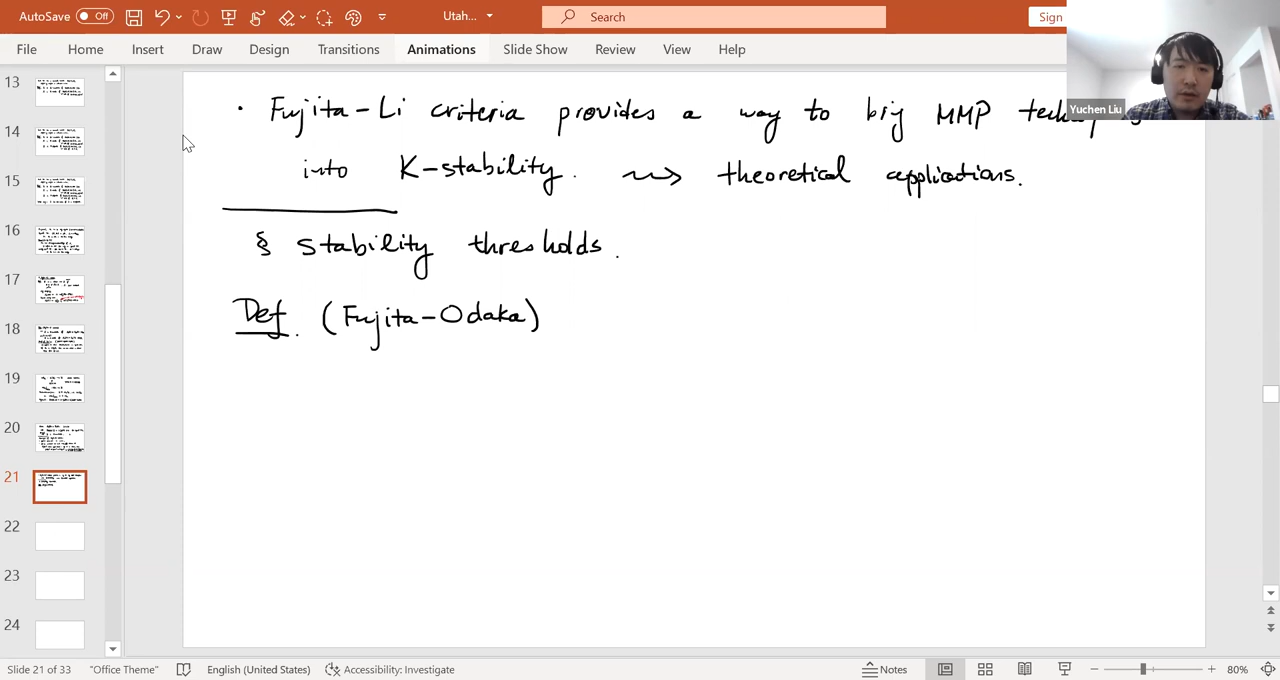 AutoSave Off Utah... Search Sign
File Home Insert Draw Design Transitions Animations Slide Show Review View Help
Yuchen Liu
13
14
15
16
17
18
19
20
21
22
23
24
· Fujita-Li criteria provides a way to brig MMP
into K-stability. ⇝ theoretical applications.
§ stability thresholds.
Def. (Fujita-Odaka)
Slide 21 of 33 "Office Theme" English (United States) Accessibility: Investigate Notes 80%